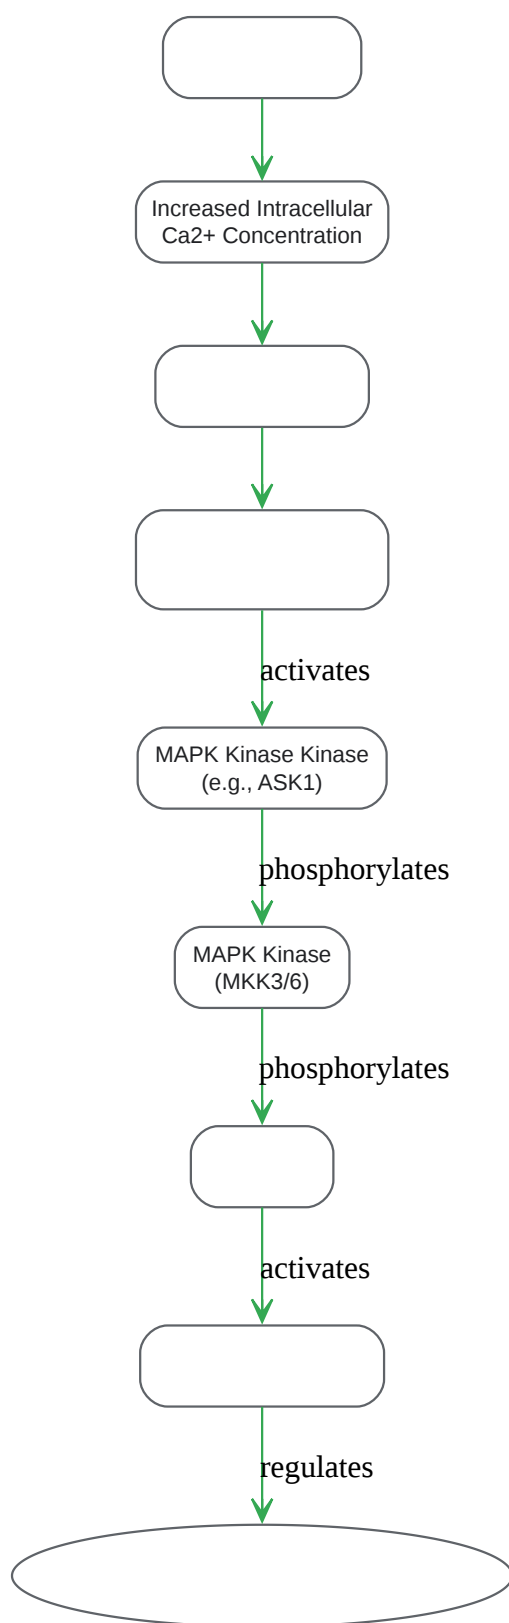 Increased Intracellular
Ca2+ Concentration
activates
MAPK Kinase Kinase
(e.g., ASK1)
phosphorylates
MAPK Kinase
(MKK3/6)
phosphorylates
activates
regulates